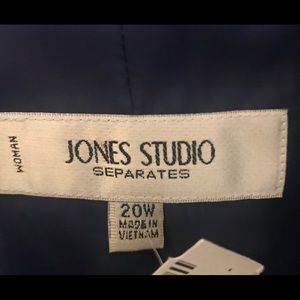 WOMAN
JONES STUDIO
SEPARATES
20W
MADE IN
VIETNAM